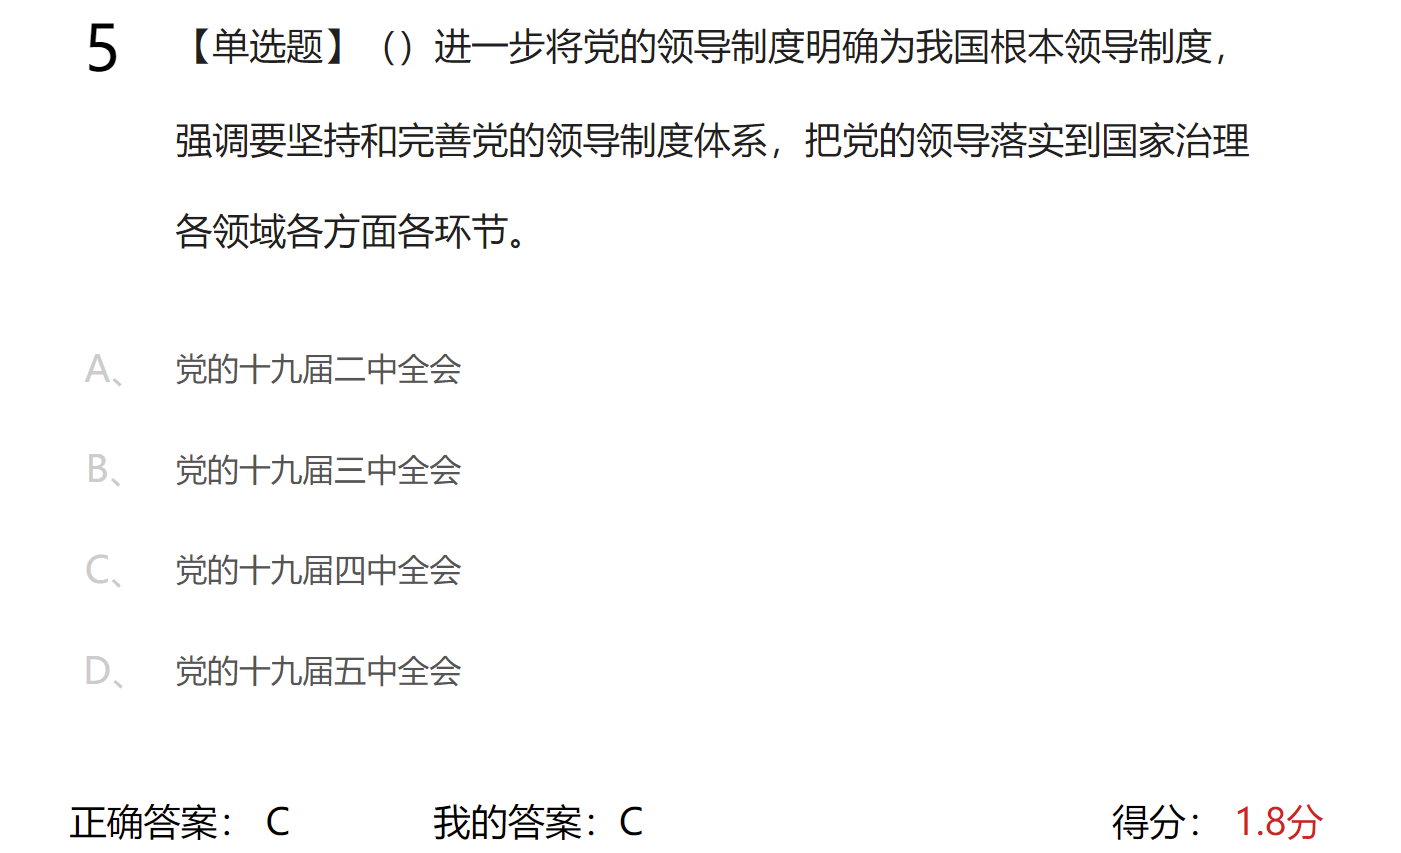 5 【单选题】（）进一步将党的领导制度明确为我国根本领导制度，
强调要坚持和完善党的领导制度体系，把党的领导落实到国家治理
各领域各方面各环节。
A、 党的十九届二中全会
B、 党的十九届三中全会
C、 党的十九届四中全会
D、 党的十九届五中全会
正确答案： C 我的答案：C 得分： 1.8分